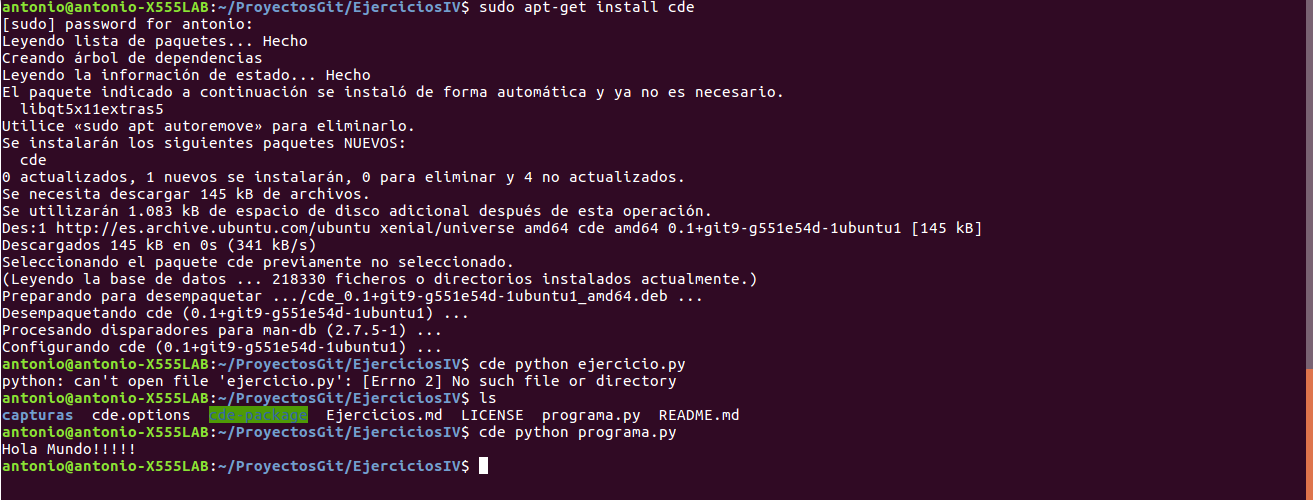 antonio@antonio-X555LAB:~/ProyectosGit/EjerciciosIV$ sudo apt-get install cde
[sudo] password for antonio:
Leyendo lista de paquetes... Hecho
Creando árbol de dependencias
Leyendo la información de estado... Hecho
El paquete indicado a continuación se instaló de forma automática y ya no es necesario.
  libqt5x11extras5
Utilice «sudo apt autoremove» para eliminarlo.
Se instalarán los siguientes paquetes NUEVOS:
  cde
0 actualizados, 1 nuevos se instalarán, 0 para eliminar y 4 no actualizados.
Se necesita descargar 145 kB de archivos.
Se utilizarán 1.083 kB de espacio de disco adicional después de esta operación.
Des:1 http://es.archive.ubuntu.com/ubuntu xenial/universe amd64 cde amd64 0.1+git9-g551e54d-1ubuntu1 [145 kB]
Descargados 145 kB en 0s (341 kB/s)
Seleccionando el paquete cde previamente no seleccionado.
(Leyendo la base de datos ... 218330 ficheros o directorios instalados actualmente.)
Preparando para desempaquetar .../cde_0.1+git9-g551e54d-1ubuntu1_amd64.deb ...
Desempaquetando cde (0.1+git9-g551e54d-1ubuntu1) ...
Procesando disparadores para man-db (2.7.5-1) ...
Configurando cde (0.1+git9-g551e54d-1ubuntu1) ...
antonio@antonio-X555LAB:~/ProyectosGit/EjerciciosIV$ cde python ejercicio.py
python: can't open file 'ejercicio.py': [Errno 2] No such file or directory
antonio@antonio-X555LAB:~/ProyectosGit/EjerciciosIV$ ls
capturas  cde.options  cde-package  Ejercicios.md  LICENSE  programa.py  README.md
antonio@antonio-X555LAB:~/ProyectosGit/EjerciciosIV$ cde python programa.py
Hola Mundo!!!!!
antonio@antonio-X555LAB:~/ProyectosGit/EjerciciosIV$